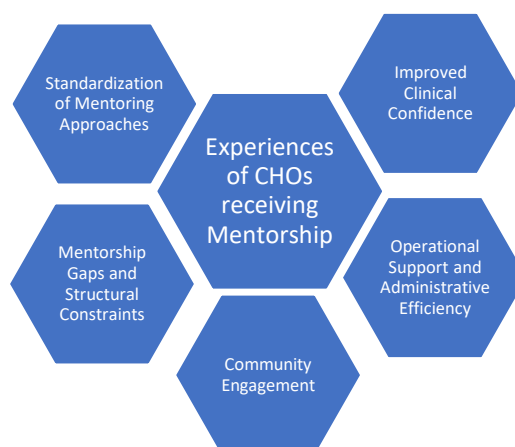 Standardization
of Mentoring
Approaches
Improved
Clinical
Confidence
Experiences
of CHOs
receiving
Mentorship
Mentorship
Gaps and
Structural
Constraints
Operational
Support and
Administrative
Efficiency
Community
Engagement